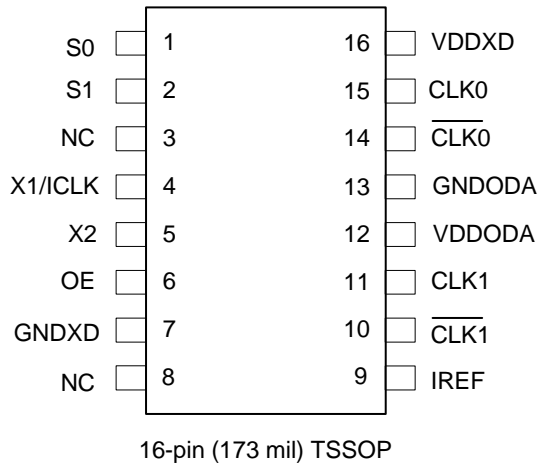 S0 1 16 VDDXD
S1 2 15 CLK0
NC 3 14 CLK0
X1/ICLK 4 13 GNDODA
X2 5 12 VDDODA
OE 6 11 CLK1
GNDXD 7 10 CLK1
NC 8 9 IREF
16-pin (173 mil) TSSOP